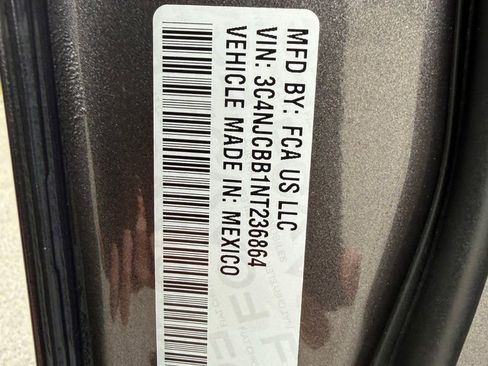 MFD BY: FCA US LLC
VIN: 3C4NJCBB1NT236864
VEHICLE MADE IN: MEXICO